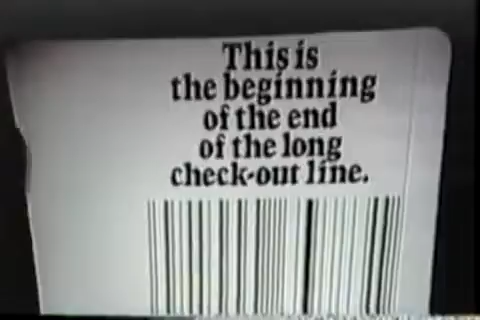 This is
the beginning
of the end
of the long
check-out line.